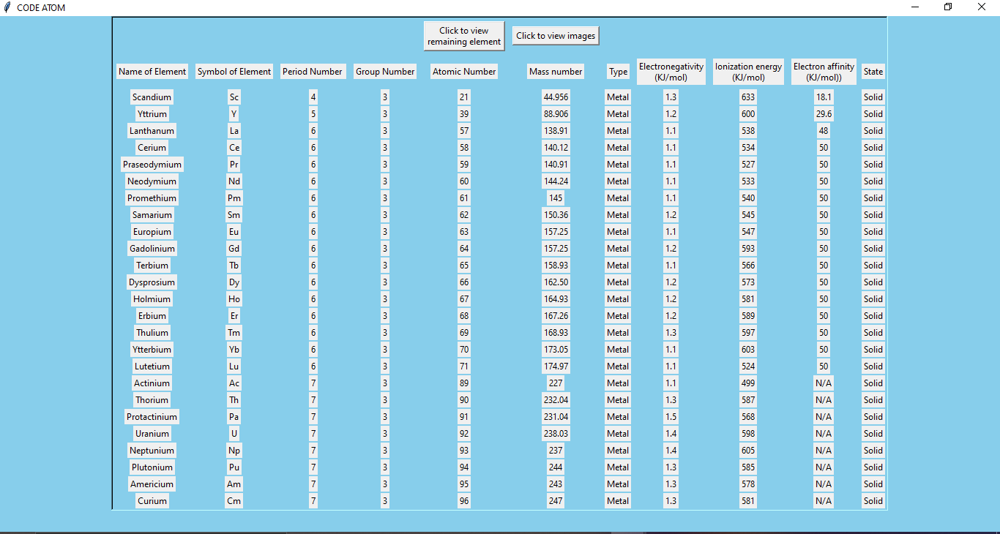 CODE ATOM
Click to view
remaining element
Click to view images
Name of Element Symbol of Element Period Number Group Number Atomic Number Mass number Type Electronegativity (KJ/mol) Ionization energy (KJ/mol) Electron affinity (KJ/mol)) State
Scandium Sc 4 3 21 44.956 Metal 1.3 633 18.1 Solid
Yttrium Y 5 3 39 88.906 Metal 1.2 600 29.6 Solid
Lanthanum La 6 3 57 138.91 Metal 1.1 538 48 Solid
Cerium Ce 6 3 58 140.12 Metal 1.1 534 50 Solid
Praseodymium Pr 6 3 59 140.91 Metal 1.1 527 50 Solid
Neodymium Nd 6 3 60 144.24 Metal 1.1 533 50 Solid
Promethium Pm 6 3 61 145 Metal 1.1 540 50 Solid
Samarium Sm 6 3 62 150.36 Metal 1.2 545 50 Solid
Europium Eu 6 3 63 157.25 Metal 1.1 547 50 Solid
Gadolinium Gd 6 3 64 157.25 Metal 1.2 593 50 Solid
Terbium Tb 6 3 65 158.93 Metal 1.1 566 50 Solid
Dysprosium Dy 6 3 66 162.50 Metal 1.2 573 50 Solid
Holmium Ho 6 3 67 164.93 Metal 1.2 581 50 Solid
Erbium Er 6 3 68 167.26 Metal 1.2 589 50 Solid
Thulium Tm 6 3 69 168.93 Metal 1.3 597 50 Solid
Ytterbium Yb 6 3 70 173.05 Metal 1.1 603 50 Solid
Lutetium Lu 6 3 71 174.97 Metal 1.1 524 50 Solid
Actinium Ac 7 3 89 227 Metal 1.1 499 N/A Solid
Thorium Th 7 3 90 232.04 Metal 1.3 587 N/A Solid
Protactinium Pa 7 3 91 231.04 Metal 1.5 568 N/A Solid
Uranium U 7 3 92 238.03 Metal 1.4 598 N/A Solid
Neptunium Np 7 3 93 237 Metal 1.4 605 N/A Solid
Plutonium Pu 7 3 94 244 Metal 1.3 585 N/A Solid
Americium Am 7 3 95 243 Metal 1.3 578 N/A Solid
Curium Cm 7 3 96 247 Metal 1.3 581 N/A Solid